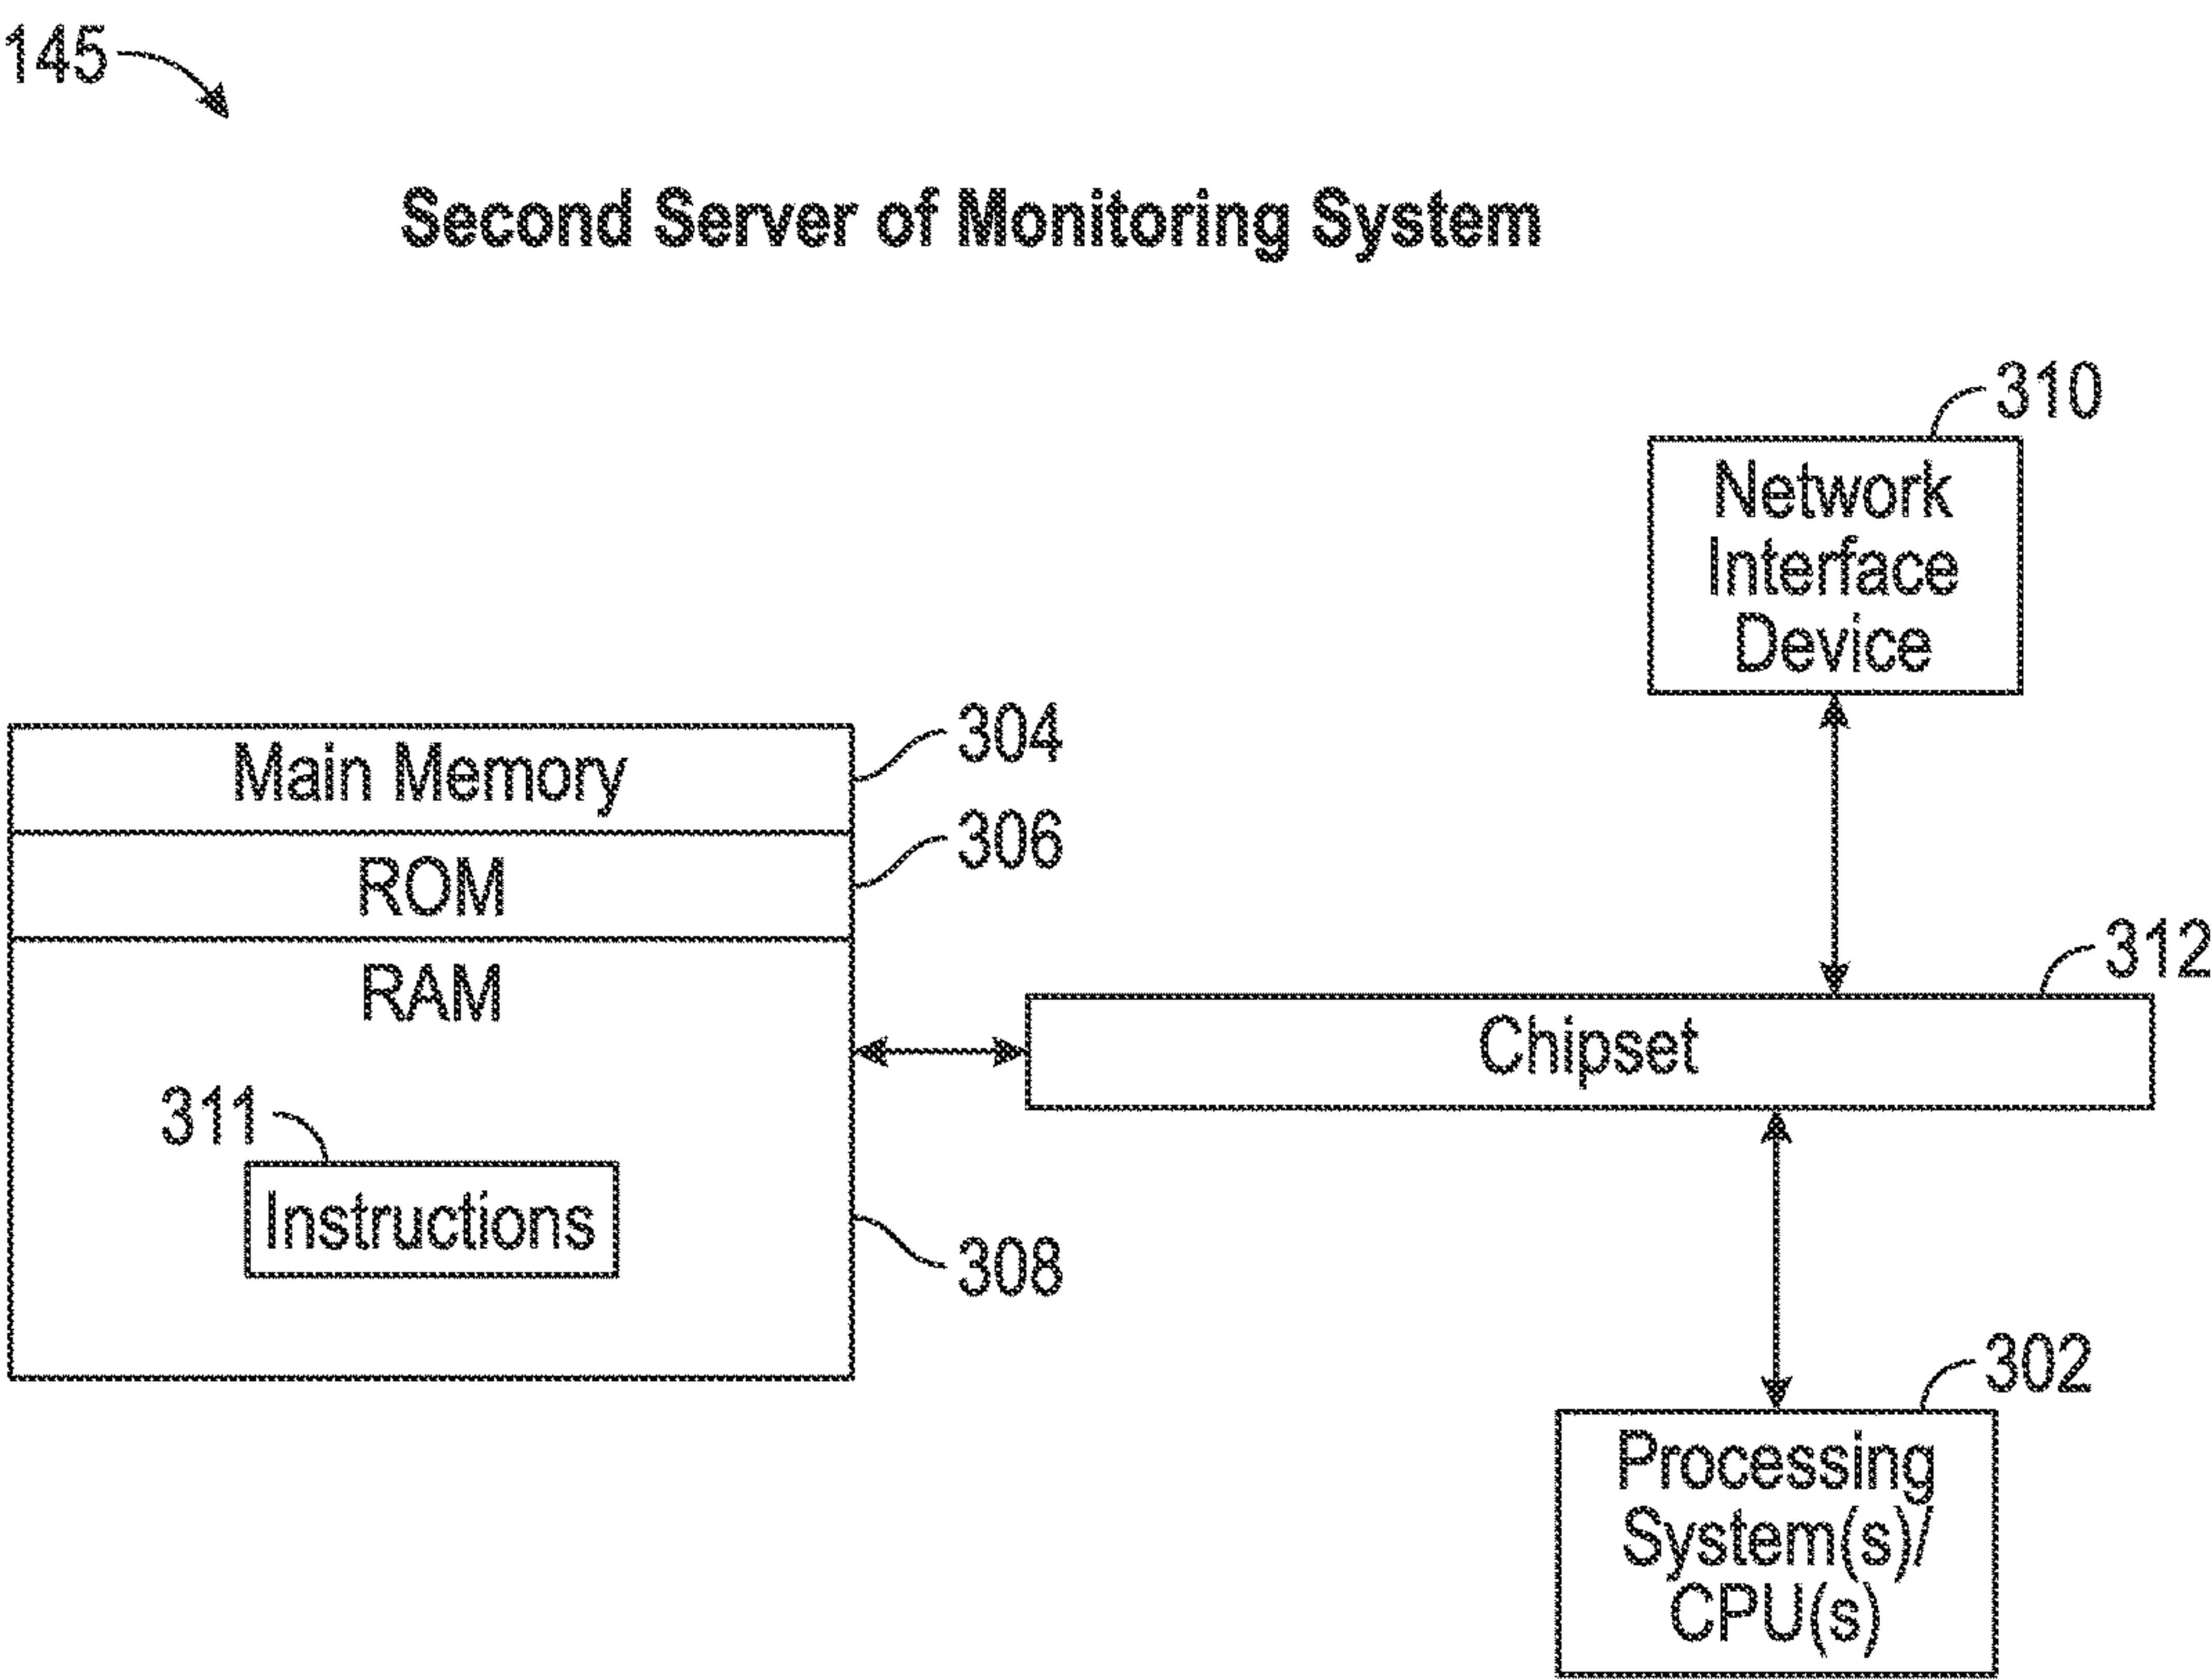 145
Second Server of Monitoring System
310
Network
Interface
Device
304
Main Memory
306
ROM
RAM
312
Chipset
311
Instructions
308
302
Processing
System(s)/
CPU(s)